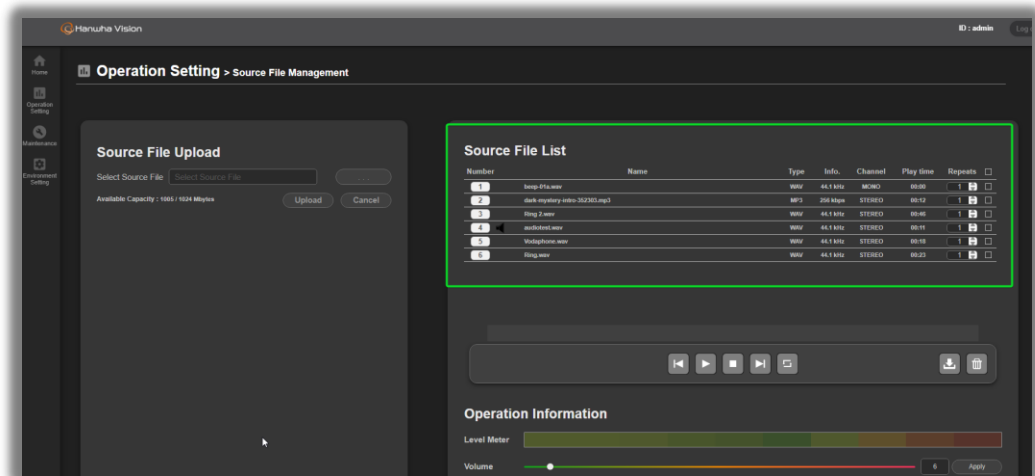 Hanwha Vision
ID : admin
Home
Operation Setting > Source File Management
Operation
Setting
Maintenance
Environment
Setting
Source File Upload
Select Source File Select Source File ...
Available Capacity : 1005 / 1024 Mbytes Upload Cancel
Source File List
Number Name Type Info. Channel Play time Repeats
1 beep-01a.wav WAV 44.1 kHz MONO 00:00 1
2 dark-mystery-intro-352303.mp3 MP3 256 kbps STEREO 00:12 1
3 Ring 2.wav WAV 44.1 kHz STEREO 00:46 1
4 audiotest.wav WAV 44.1 kHz STEREO 00:11 1
5 Vodaphone.wav WAV 44.1 kHz STEREO 00:18 1
6 Ring.wav WAV 44.1 kHz STEREO 00:23 1
Operation Information
Level Meter
Volume 6 Apply